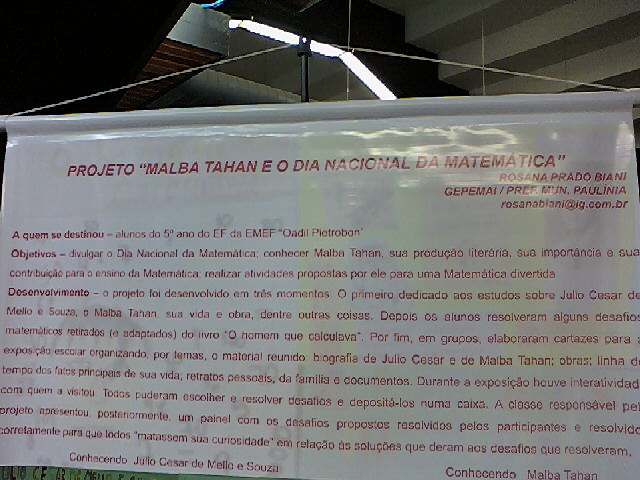 PROJETO “MALBA TAHAN E O DIA NACIONAL DA MATEMÁTICA”
ROSANA PRADO BIANI
GEPEMAI / PREF. MUN. PAULÍNIA
rosanabiani@ig.com.br
A quem se destinou – alunos do 5º ano do EF da EMEF “Oadil Pietrobon”
Objetivos – divulgar o Dia Nacional da Matemática; conhecer Malba Tahan, sua produção literária, sua importância e sua
contribuição para o ensino da Matemática; realizar atividades propostas por ele para uma Matemática divertida
Desenvolvimento – o projeto foi desenvolvido em três momentos. O primeiro dedicado aos estudos sobre Julio Cesar de
Mello e Souza, o Malba Tahan, sua vida e obra, dentre outras coisas. Depois os alunos resolveram alguns desafios
matemáticos retirados (e adaptados) do livro “O homem que calculava”. Por fim, em grupos, elaboraram cartazes para a
exposição escolar organizando, por temas, o material reunido: biografia de Julio Cesar e de Malba Tahan; obras; linha do
tempo dos fatos principais de sua vida; retratos pessoais, da família e documentos. Durante a exposição houve interatividade
com quem a visitou. Todos puderam escolher e resolver desafios e depositá-los numa caixa. A classe responsável pel
projeto apresentou, posteriormente, um painel com os desafios propostos resolvidos pelos participantes e resolvido
corretamente para que todos “matassem sua curiosidade” em relação às soluções que deram aos desafios que resolveram.
Conhecendo Julio Cesar de Mello e Souza
Conhecendo Malba Tahan